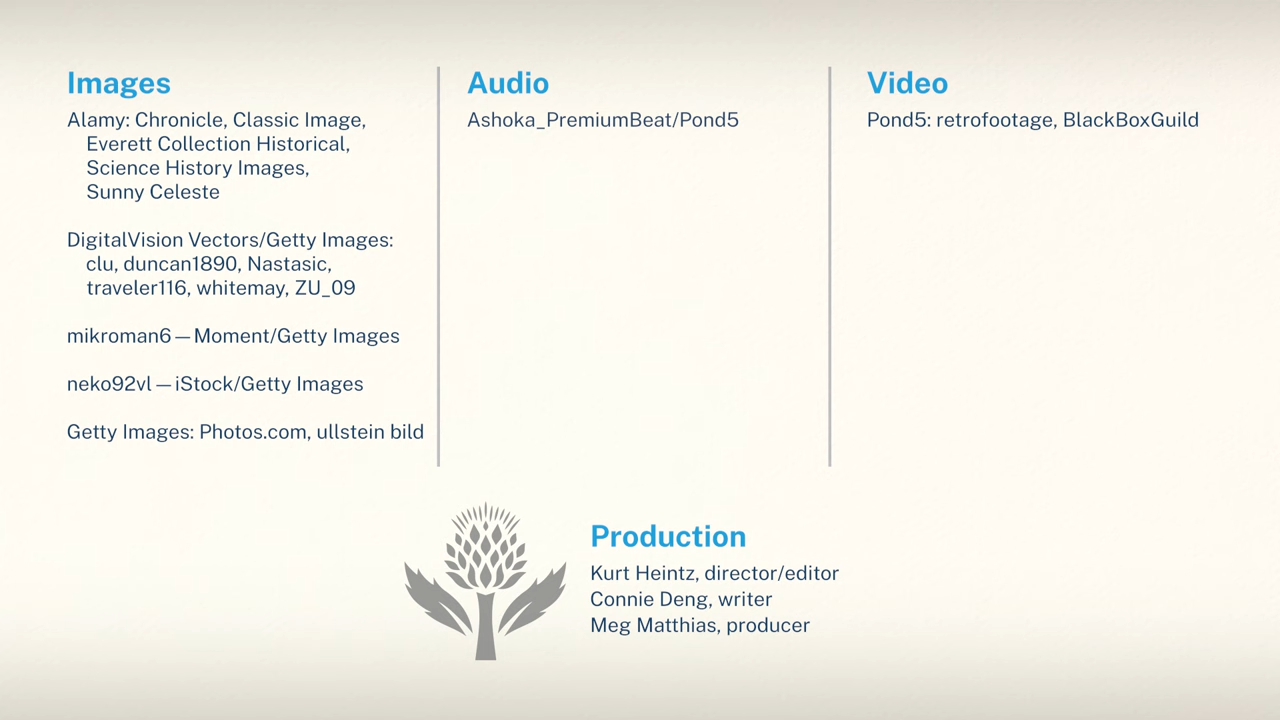 Images
Alamy: Chronicle, Classic Image,
Everett Collection Historical,
Science History Images,
Sunny Celeste
DigitalVision Vectors/Getty Images:
clu, duncan1890, Nastasic,
traveler116, whitemay, ZU_09
mikroman6—Moment/Getty Images
neko92vl—iStock/Getty Images
Getty Images: Photos.com, ullstein bild
Audio
Ashoka_PremiumBeat/Pond5
Video
Pond5: retrofootage, BlackBoxGuild
Production
Kurt Heintz, director/editor
Connie Deng, writer
Meg Matthias, producer